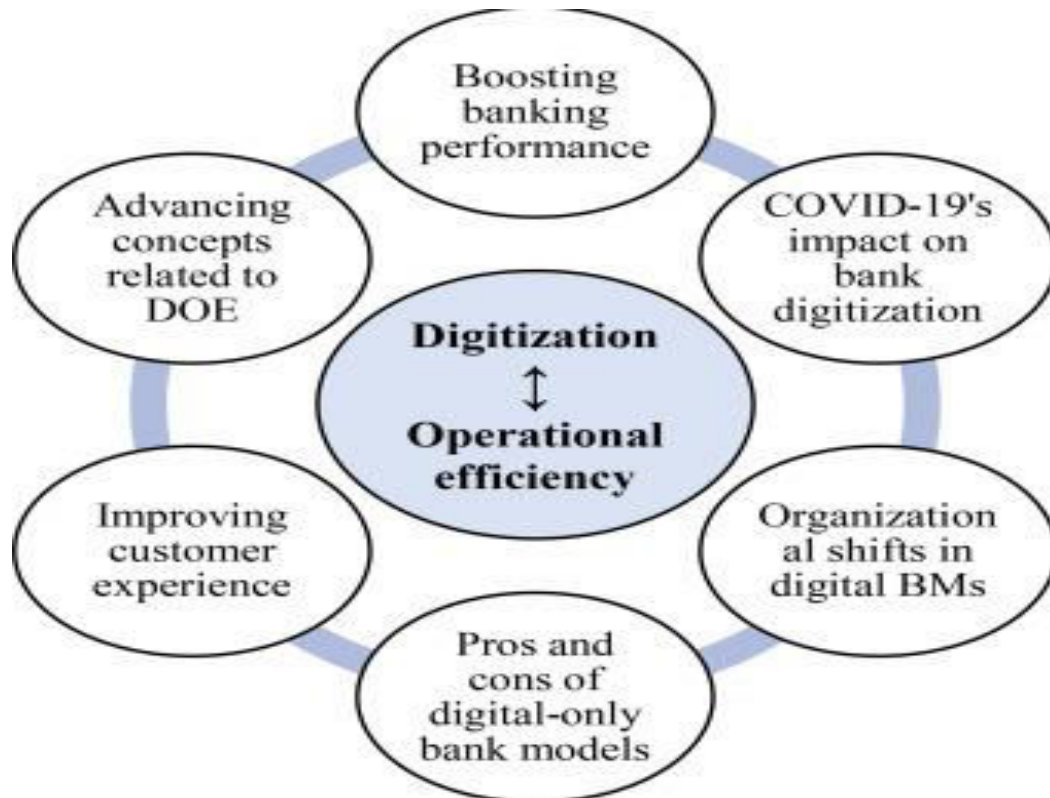 Boosting
banking
performance
COVID-19's
impact on
bank
digitization
Organization
al shifts in
digital BMs
Pros and
cons of
digital-only
bank models
Improving
customer
experience
Advancing
concepts
related to
DOE
Digitization
↕
Operational
efficiency